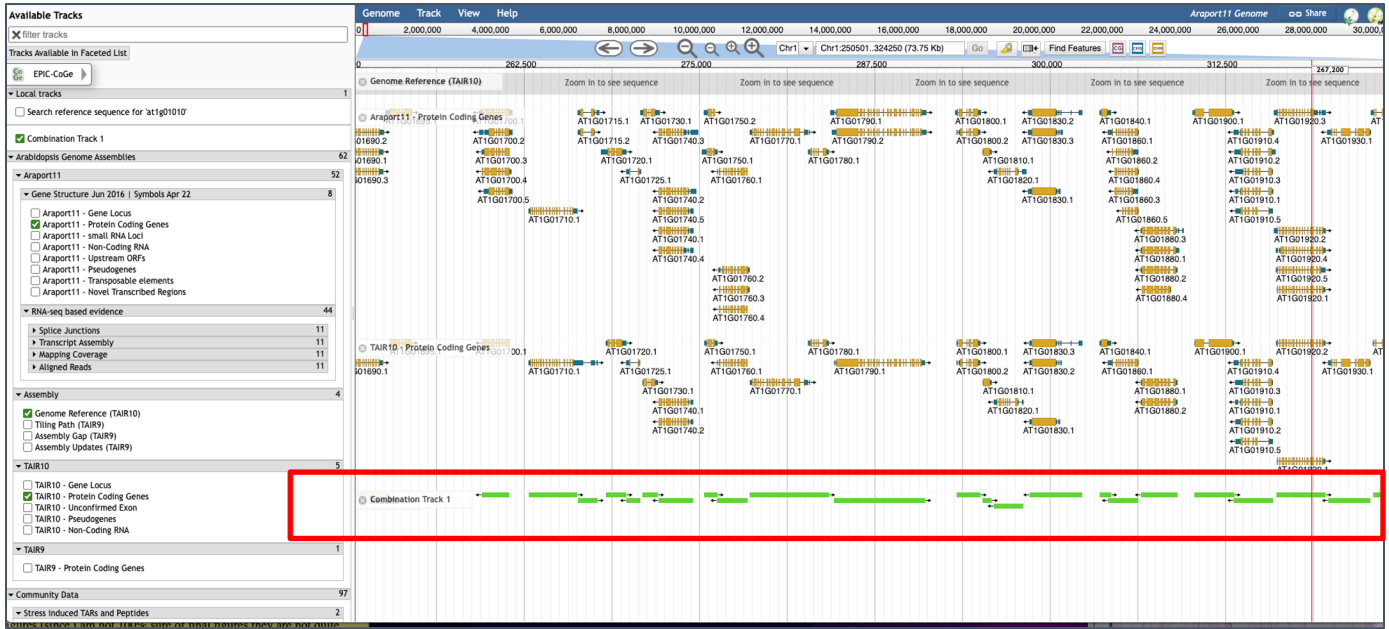 Available Tracks
filter tracks
Tracks Available in Faceted List
Co Ge EPIC-CoGe
Local tracks 1
Search reference sequence for 'at1g01010'
Combination Track 1
Arabidopsis Genome Assemblies 62
Araport11 52
Gene Structure Jun 2016 | Symbols Apr 22 8
Araport11 - Gene Locus
Araport11 - Protein Coding Genes
Araport11 - small RNA Loci
Araport11 - Non-Coding RNA
Araport11 - Upstream ORFs
Araport11 - Pseudogenes
Araport11 - Transposable elements
Araport11 - Novel Transcribed Regions
RNA-seq based evidence 44
Splice Junctions 11
Transcript Assembly 11
Mapping Coverage 11
Aligned Reads 11
Assembly 4
Genome Reference (TAIR10)
Tiling Path (TAIR9)
Assembly Gap (TAIR9)
Assembly Updates (TAIR9)
TAIR10 5
TAIR10 - Gene Locus
TAIR10 - Protein Coding Genes
TAIR10 - Unconfirmed Exon
TAIR10 - Pseudogenes
TAIR10 - Non-Coding RNA
TAIR9 1
TAIR9 - Protein Coding Genes
Community Data 97
Stress induced TARs and Peptides 2
Genome Track View Help Araport11 Genome Share
0 2,000,000 4,000,000 6,000,000 8,000,000 10,000,000 12,000,000 14,000,000 16,000,000 18,000,000 20,000,000 22,000,000 24,000,000 26,000,000 28,000,000 30,000,0
Chr1 Chr1:250501..324250 (73.75 Kb) Go Find Features
0 262,500 275,000 287,500 300,000 312,500 267,200
Genome Reference (TAIR10) Zoom in to see sequence Zoom in to see sequence Zoom in to see sequence Zoom in to see sequence Zoom in to see sequence
Araport11 - Protein Coding Genes
AT1G01715.1 AT1G01730.1 AT1G01750.2 AT1G01790.1 AT1G01800.1 AT1G01830.2 AT1G01840.1 AT1G01900.1 AT1G01920.3 AT1
01690.2 AT1G01700.2 AT1G01715.2 AT1G01740.3 AT1G01770.1 AT1G01790.2 AT1G01800.2 AT1G01830.3 AT1G01860.1 AT1G01910.4 AT1G01930.1
01690.1 AT1G01700.3 AT1G01720.1 AT1G01750.1 AT1G01780.1 AT1G01810.1 AT1G01860.2 AT1G01910.2
01690.3 AT1G01700.4 AT1G01725.1 AT1G01760.1 AT1G01820.1 AT1G01860.4 AT1G01910.3
AT1G01700.5 AT1G01740.2 AT1G01830.1 AT1G01860.3 AT1G01910.1
AT1G01710.1 AT1G01740.5 AT1G01860.5 AT1G01910.5
AT1G01740.1 AT1G01880.3 AT1G01920.2
AT1G01740.4 AT1G01880.1 AT1G01920.4
AT1G01760.2 AT1G01880.2 AT1G01920.5
AT1G01760.3 AT1G01880.4 AT1G01920.1
AT1G01760.4
TAIR10 - Protein Coding Genes
AT1G01720.1 AT1G01750.1 AT1G01780.1 AT1G01800.1 AT1G01830.3 AT1G01840.1 AT1G01900.1 AT1G01920.2 AT
01690.1 AT1G01710.1 AT1G01725.1 AT1G01760.1 AT1G01790.1 AT1G01800.2 AT1G01830.2 AT1G01860.1 AT1G01910.4 AT1G01930.1
AT1G01730.1 AT1G01770.1 AT1G01810.1 AT1G01880.1 AT1G01910.3
AT1G01740.1 AT1G01820.1 AT1G01880.2 AT1G01910.1
AT1G01740.2 AT1G01830.1 AT1G01910.2
AT1G01910.5
AT1G01920.1
Combination Track 1